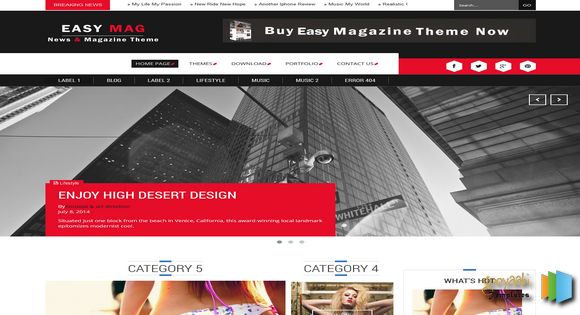 BREAKING NEWS » My Life My Passion » New Ride New Hope » Another Iphone Review » Music My World » Realistic Search... GO
EASY MAG
News & Magazine Theme
Buy Easy Magazine Theme Now
HOME PAGE THEMES DOWNLOAD PORTFOLIO CONTACT US
LABEL 1 BLOG LABEL 2 LIFESTYLE MUSIC MUSIC 2 ERROR 404
< >
WHITEHALL
Lifestyle
ENJOY HIGH DESERT DESIGN
By
July 8, 2014
Situated just one block from the beach in Venice, California, this award-winning local landmark
epitomizes modernist cool.
CATEGORY 5 CATEGORY 4
WHAT'S HOT